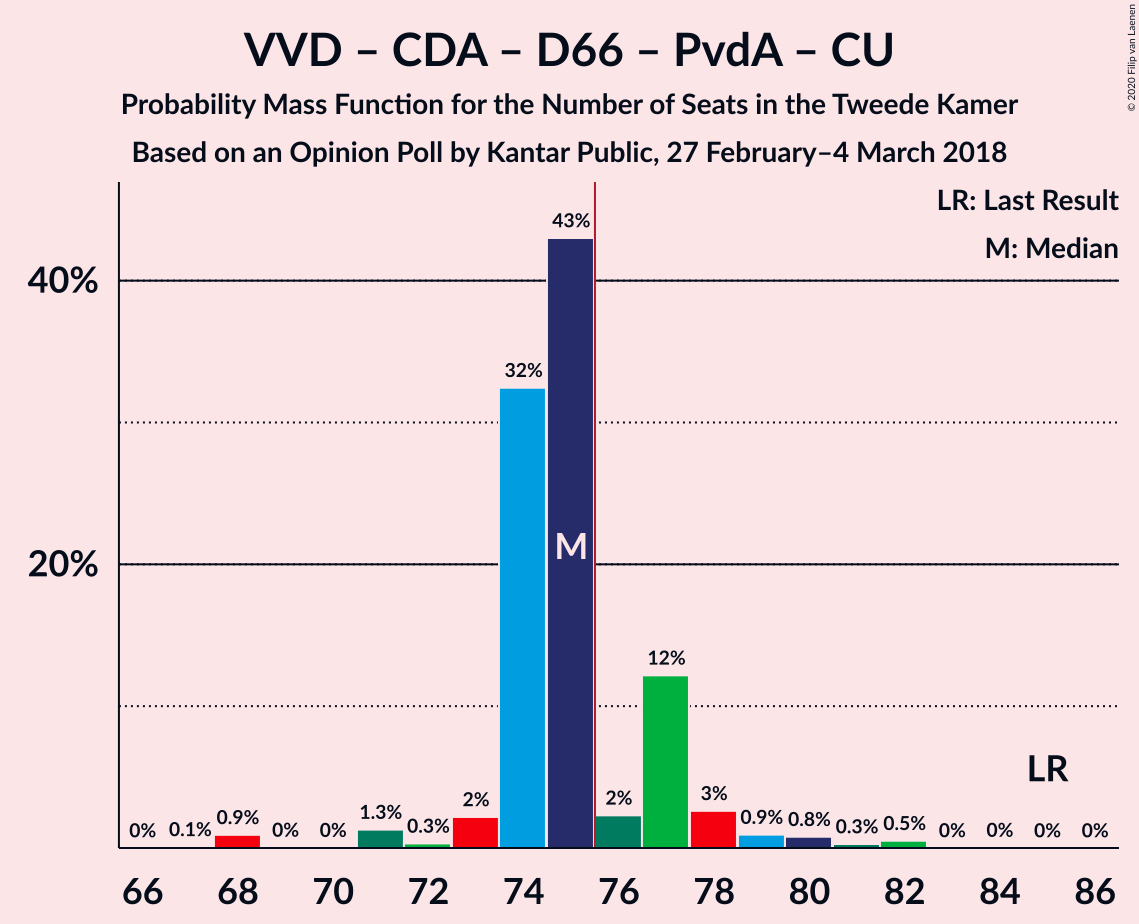 VVD – CDA – D66 – PvdA – CU
Probability Mass Function for the Number of Seats in the Tweede Kamer
Based on an Opinion Poll by Kantar Public, 27 February–4 March 2018
© 2020 Filip van Laenen
LR: Last Result
M: Median
40%
20%
0%
0.1%
0.9%
0%
0%
1.3%
0.3%
2%
32%
43%
M
2%
12%
3%
0.9%
0.8%
0.3%
0.5%
0%
0%
0%
0%
LR
66 68 70 72 74 76 78 80 82 84 86